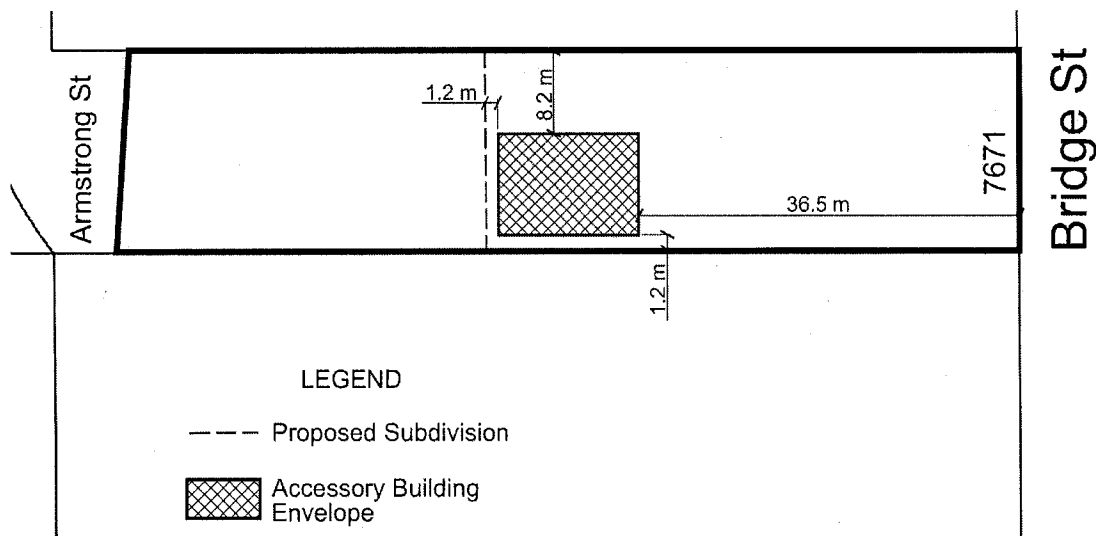 Armstrong St
1.2 m
8.2 m
36.5 m
1.2 m
7671
Bridge St
LEGEND
Proposed Subdivision
Accessory Building
Envelope